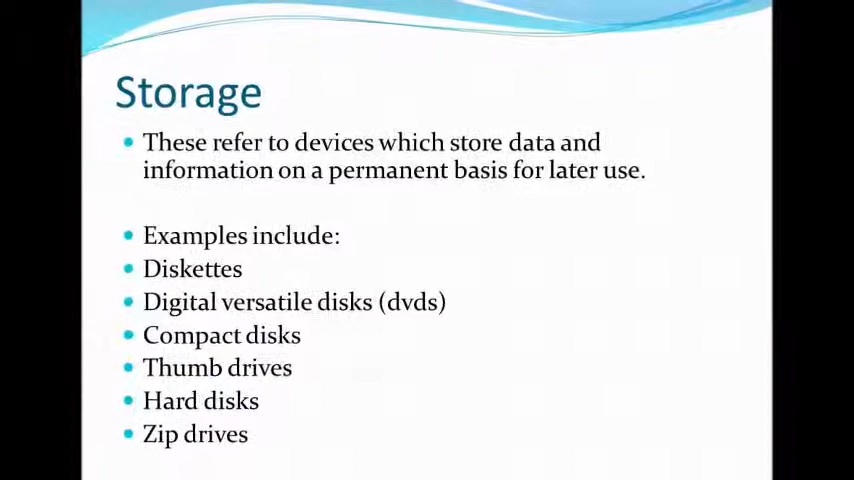 Storage
These refer to devices which store data and
information on a permanent basis for later use.
Examples include:
Diskettes
Digital versatile disks (dvds)
Compact disks
Thumb drives
Hard disks
Zip drives